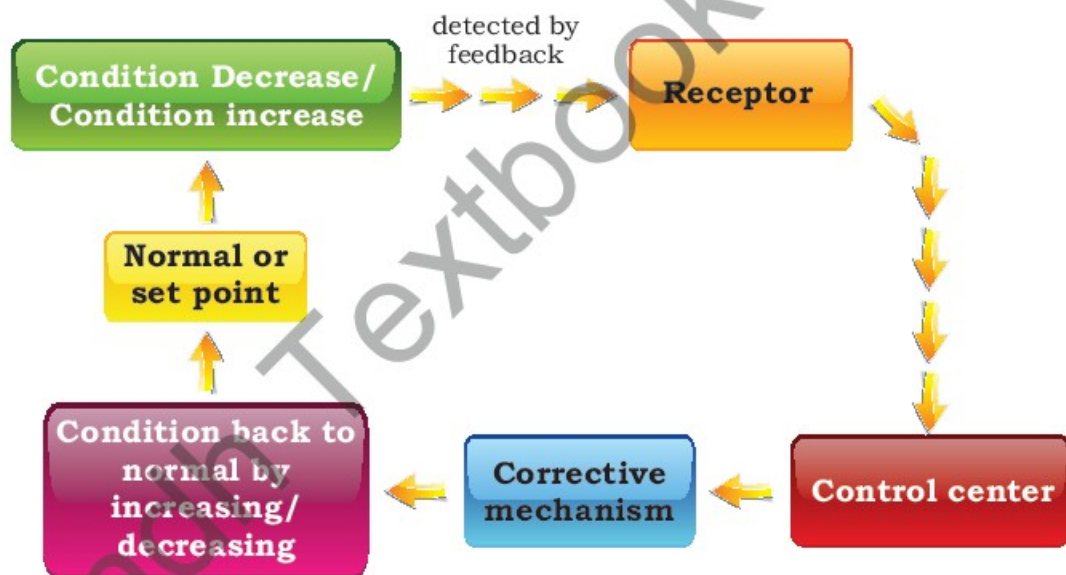 detected by
feedback
Condition Decrease/
Condition increase
Receptor
Normal or
set point
Condition back to
normal by
increasing/
decreasing
Corrective
mechanism
Control center
Textbook